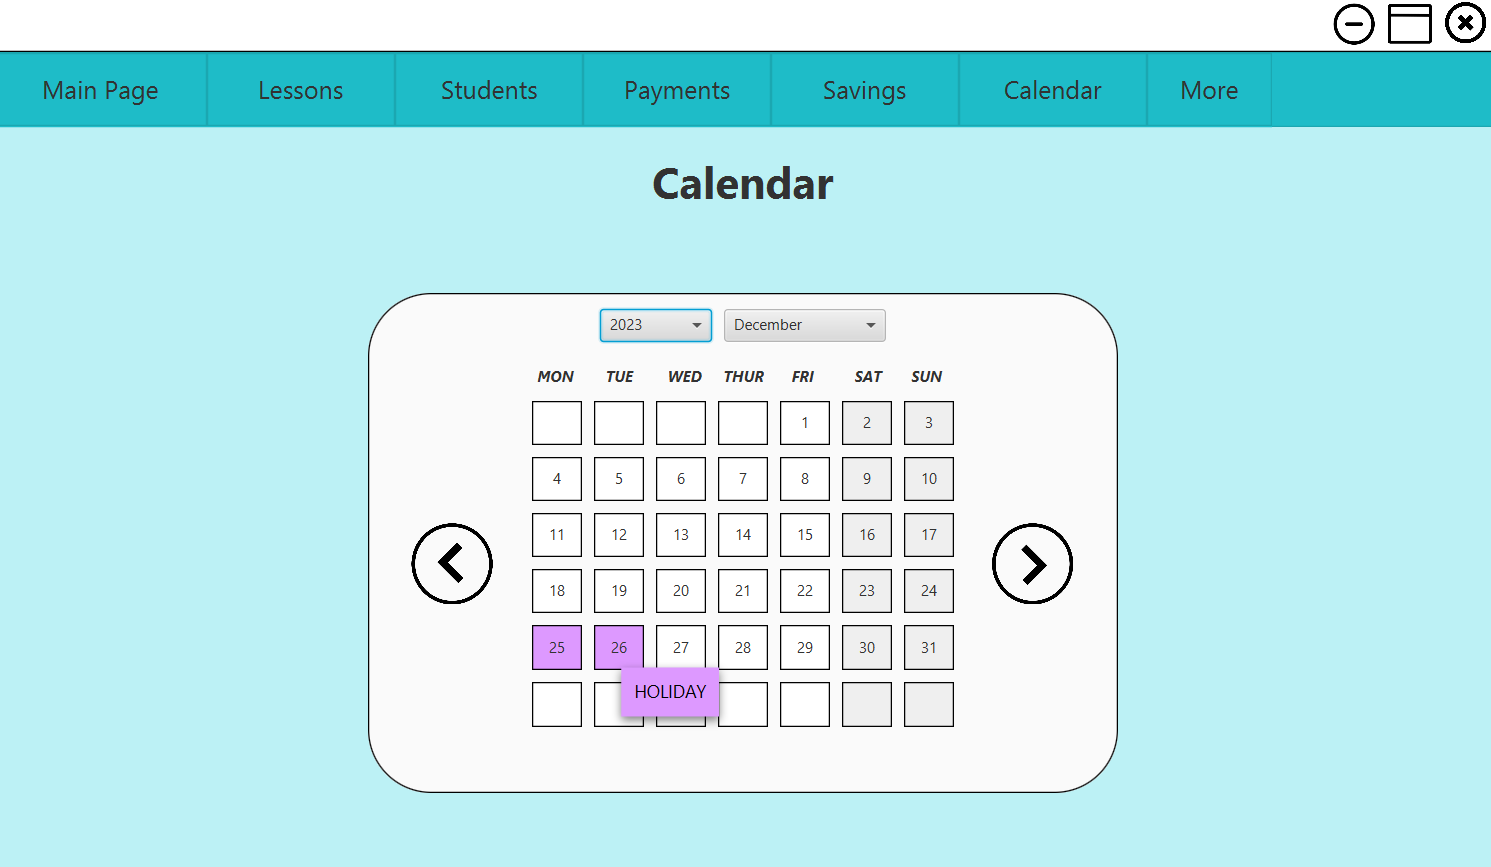 Main Page Lessons Students Payments Savings Calendar More
Calendar
2023 December
MON TUE WED THUR FRI SAT SUN
1 2 3
4 5 6 7 8 9 10
11 12 13 14 15 16 17
18 19 20 21 22 23 24
25 26 27 28 29 30 31
HOLIDAY